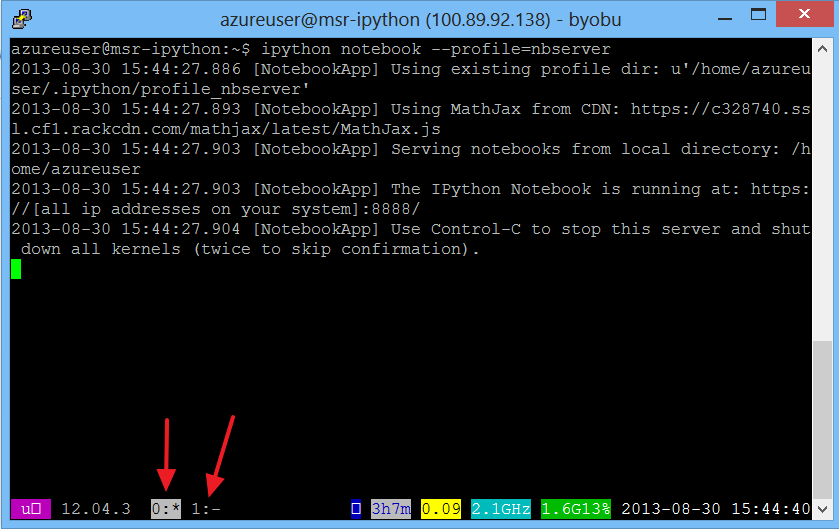 azureuser@msr-ipython (100.89.92.138) - byobu
azureuser@msr-ipython:~$ ipython notebook --profile=nbserver
2013-08-30 15:44:27.886 [NotebookApp] Using existing profile dir: u'/home/azureu
ser/.ipython/profile_nbserver'
2013-08-30 15:44:27.893 [NotebookApp] Using MathJax from CDN: https://c328740.ss
l.cf1.rackcdn.com/mathjax/latest/MathJax.js
2013-08-30 15:44:27.903 [NotebookApp] Serving notebooks from local directory: /h
ome/azureuser
2013-08-30 15:44:27.903 [NotebookApp] The IPython Notebook is running at: https:
//[all ip addresses on your system]:8888/
2013-08-30 15:44:27.904 [NotebookApp] Use Control-C to stop this server and shut
 down all kernels (twice to skip confirmation).
u□ 12.04.3 0:* 1:- □ 3h7m 0.09 2.1GHz 1.6G13% 2013-08-30 15:44:40